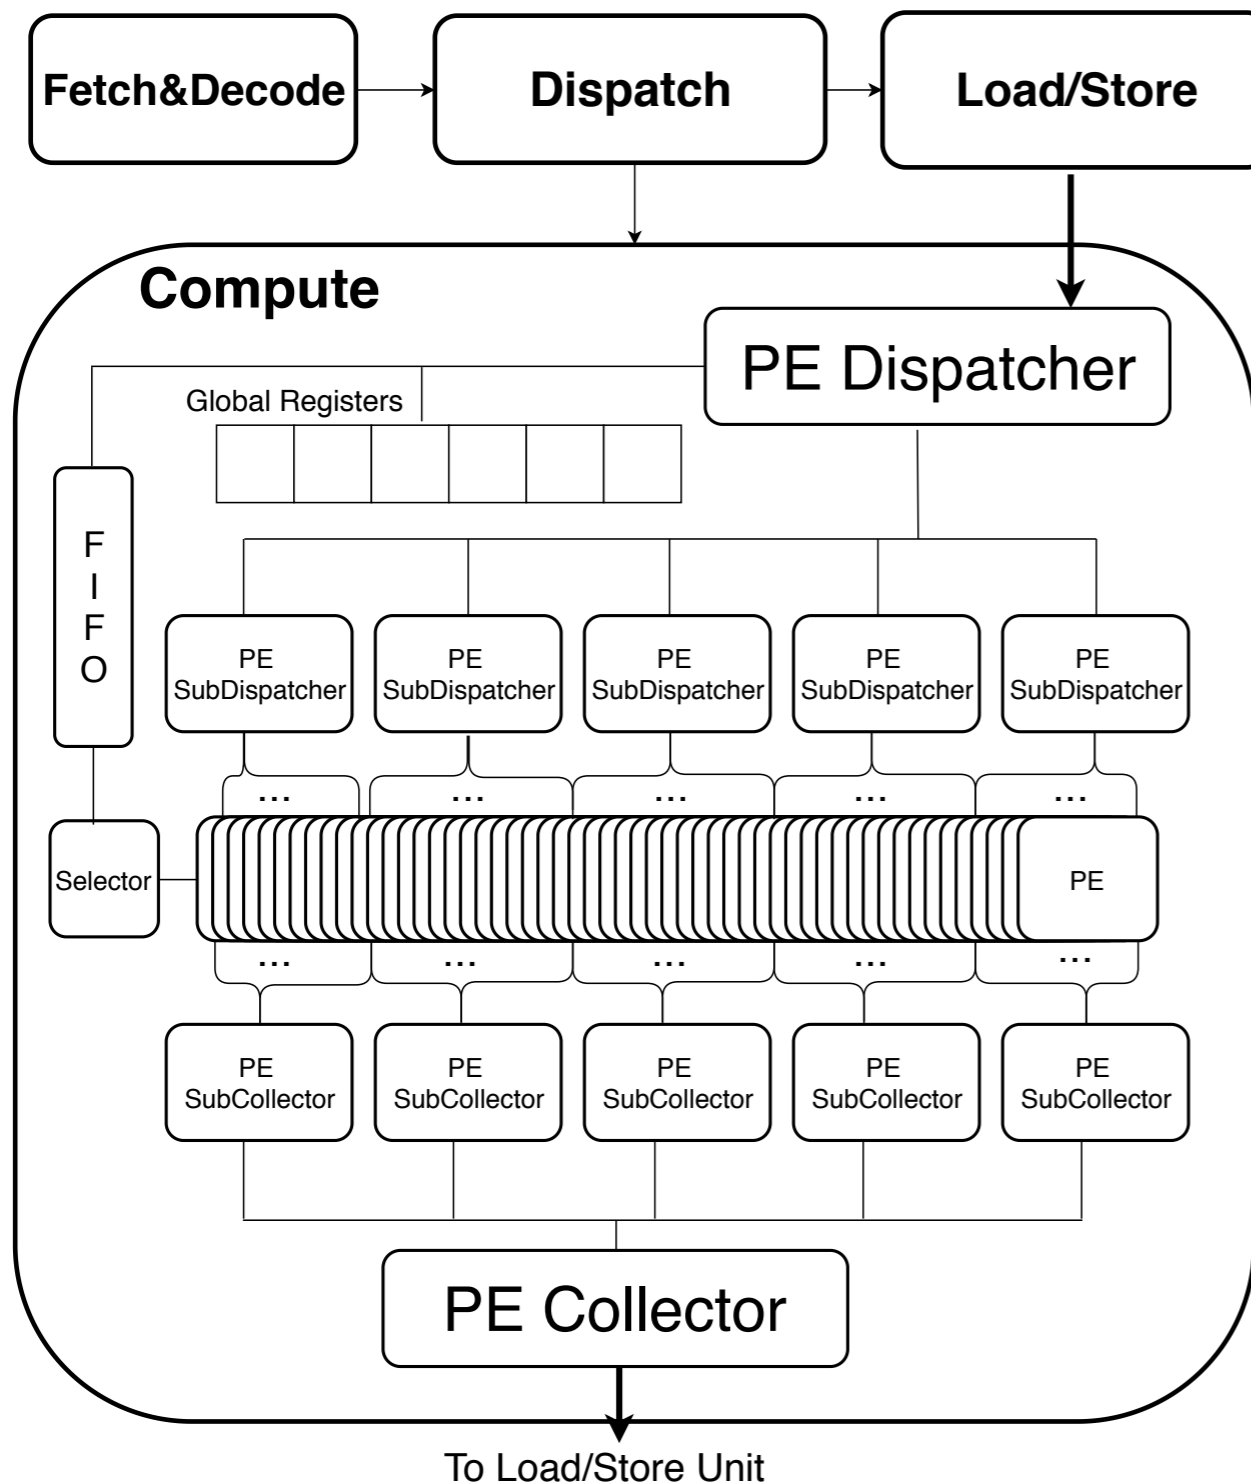 Fetch&Decode
Dispatch
Load/Store
Compute
PE Dispatcher
Global Registers
F
I
F
O
PE
SubDispatcher
PE
SubDispatcher
PE
SubDispatcher
PE
SubDispatcher
PE
SubDispatcher
...
...
...
...
...
Selector
PE
...
...
...
...
...
PE
SubCollector
PE
SubCollector
PE
SubCollector
PE
SubCollector
PE
SubCollector
PE Collector
To Load/Store Unit